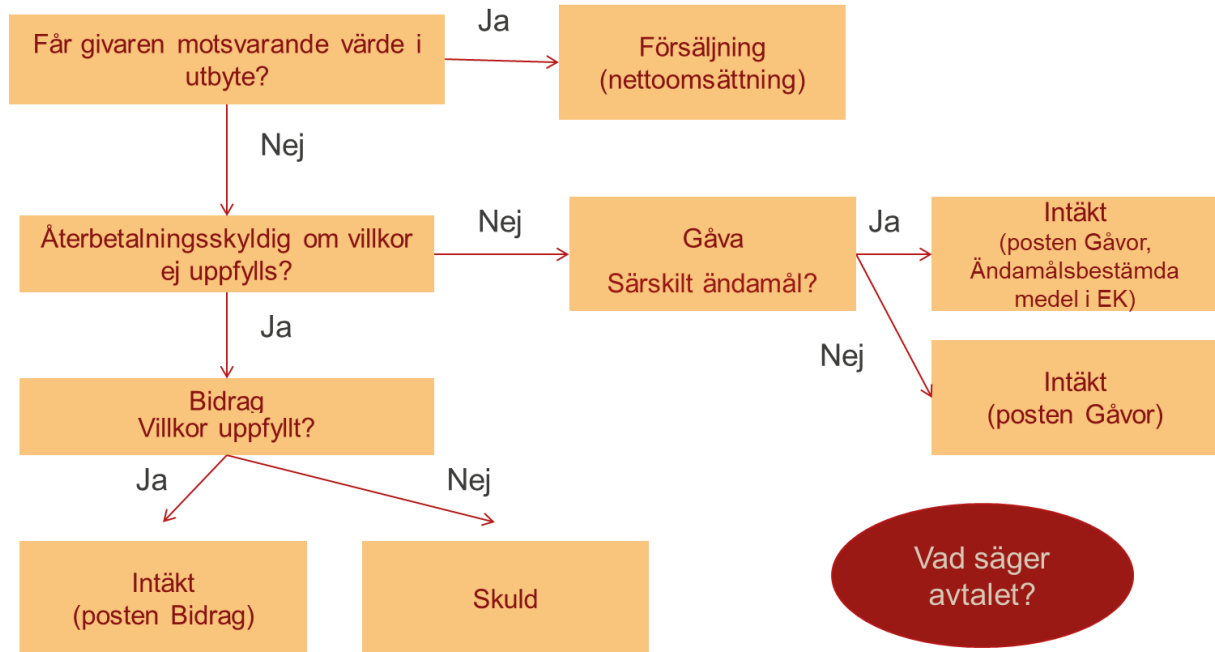 Får givaren motsvarande värde i
utbyte?
Ja
Försäljning
(nettoomsättning)
Nej
Återbetalningsskyldig om villkor
ej uppfylls?
Nej
Gåva
Särskilt ändamål?
Ja
Intäkt
(posten Gåvor,
Ändamålsbestämda
medel i EK)
Nej
Intäkt
(posten Gåvor)
Ja
Bidrag
Villkor uppfyllt?
Ja
Nej
Intäkt
(posten Bidrag)
Skuld
Vad säger
avtalet?